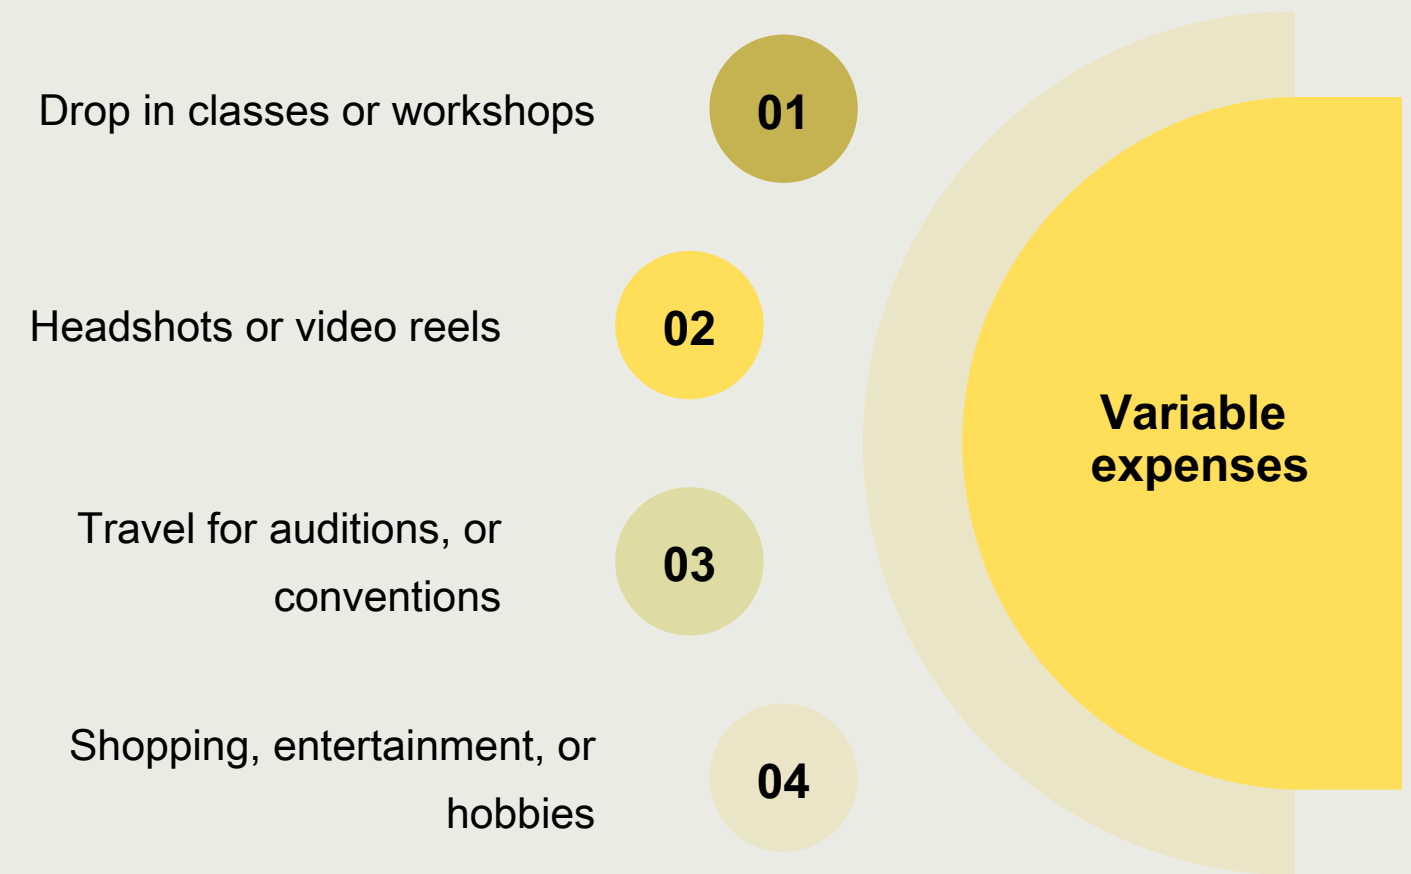 Drop in classes or workshops
01
Headshots or video reels
02
Travel for auditions, or
conventions
03
Shopping, entertainment, or
hobbies
04
Variable
expenses